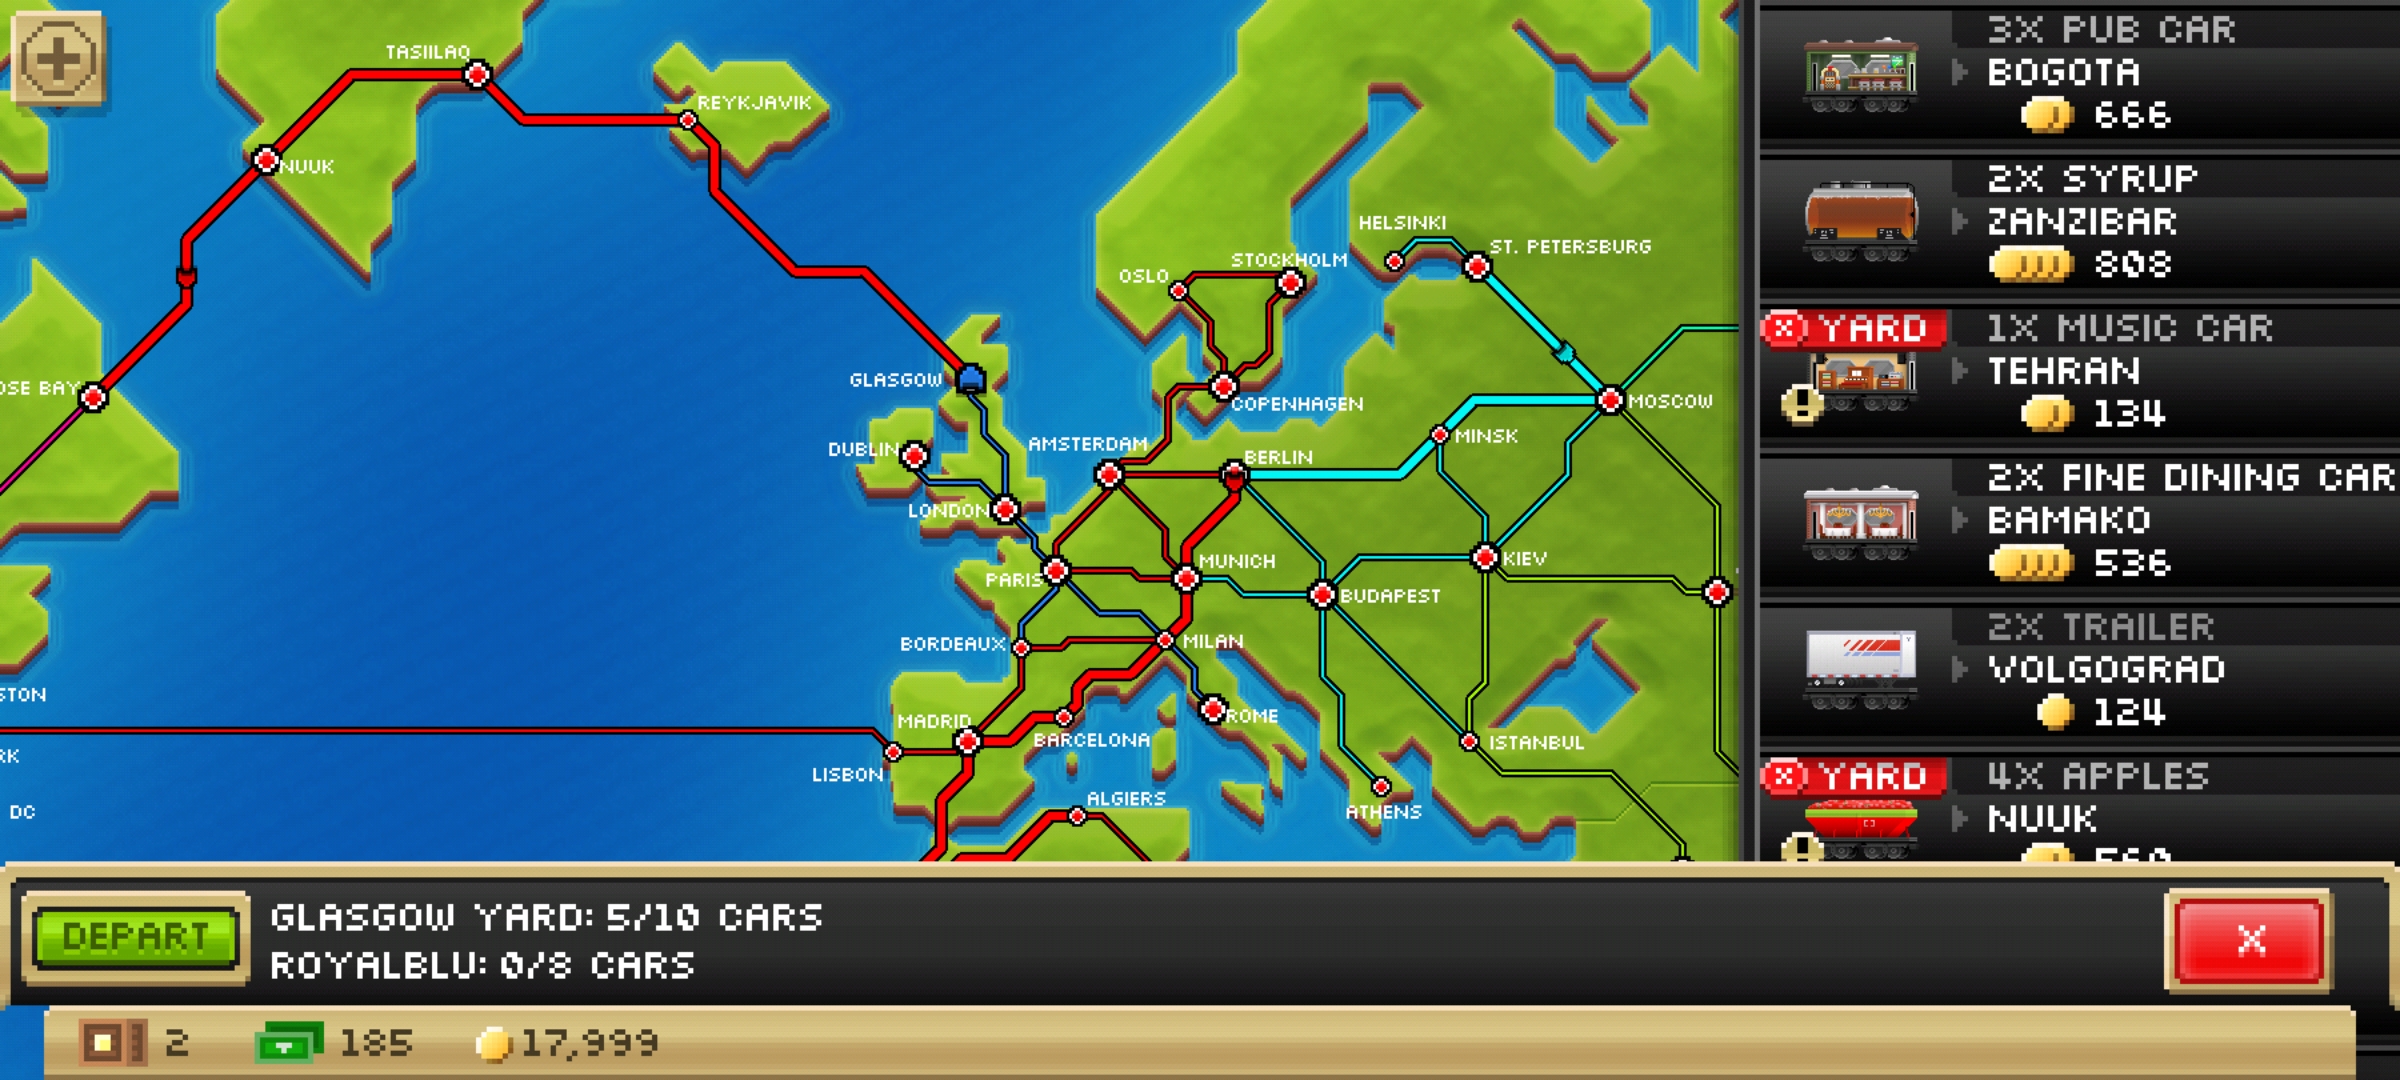 TASIILAQ
REYKJAVIK
NUUK
HELSINKI
ST. PETERSBURG
STOCKHOLM
OSLO
GLASGOW
OSE BAY
COPENHAGEN
MOSCOW
MINSK
AMSTERDAM
DUBLIN
BERLIN
LONDON
MUNICH
KIEV
PARIS
BUDAPEST
BORDEAUX
MILAN
STON
MADRID
ROME
BARCELONA
ISTANBUL
RK
LISBON
ALGIERS
ATHENS
DC
3X PUB CAR
BOGOTA
666
2X SYRUP
ZANZIBAR
808
X YARD
1X MUSIC CAR
TEHRAN
134
2X FINE DINING CAR
BAMAKO
536
2X TRAILER
VOLGOGRAD
124
X YARD
4X APPLES
NUUK
560
DEPART
GLASGOW YARD: 5/10 CARS
ROYALBLU: 0/8 CARS
X
2
185
17,999